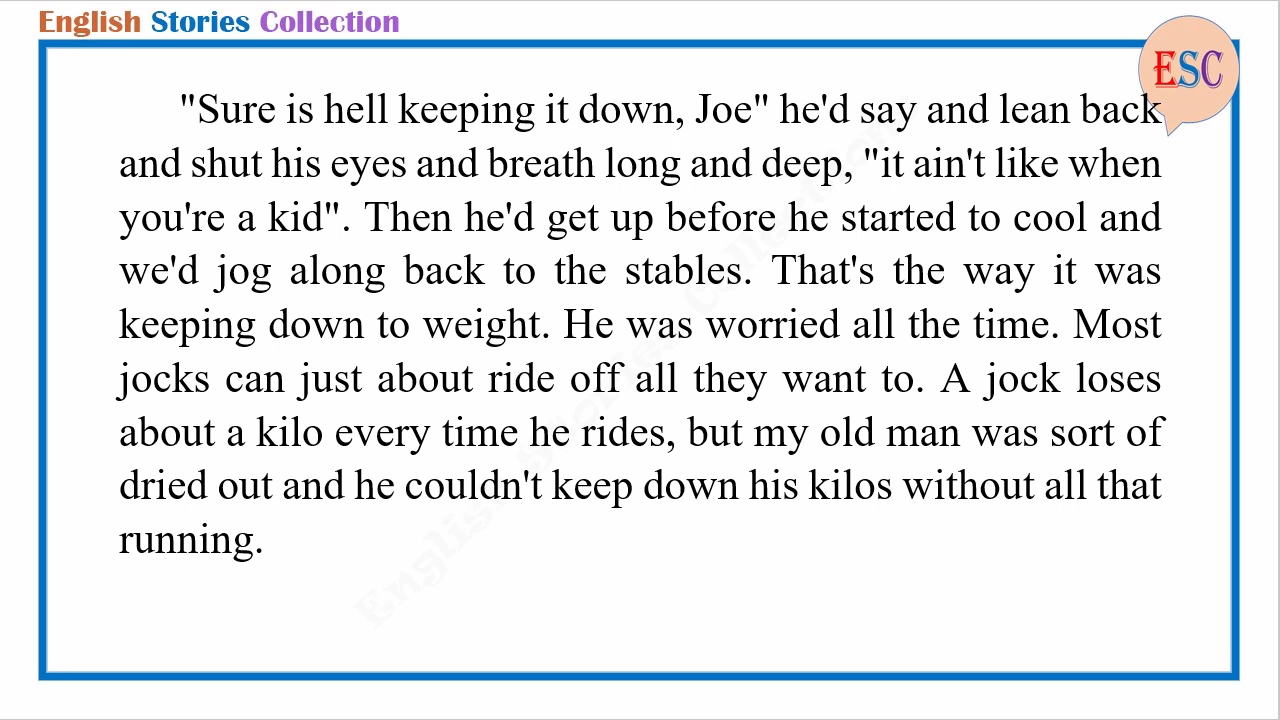 English Stories Collection
ESC
"Sure is hell keeping it down, Joe" he'd say and lean back
and shut his eyes and breath long and deep, "it ain't like when
you're a kid". Then he'd get up before he started to cool and
we'd jog along back to the stables. That's the way it was
keeping down to weight. He was worried all the time. Most
jocks can just about ride off all they want to. A jock loses
about a kilo every time he rides, but my old man was sort of
dried out and he couldn't keep down his kilos without all that
running.
English Stories Collection